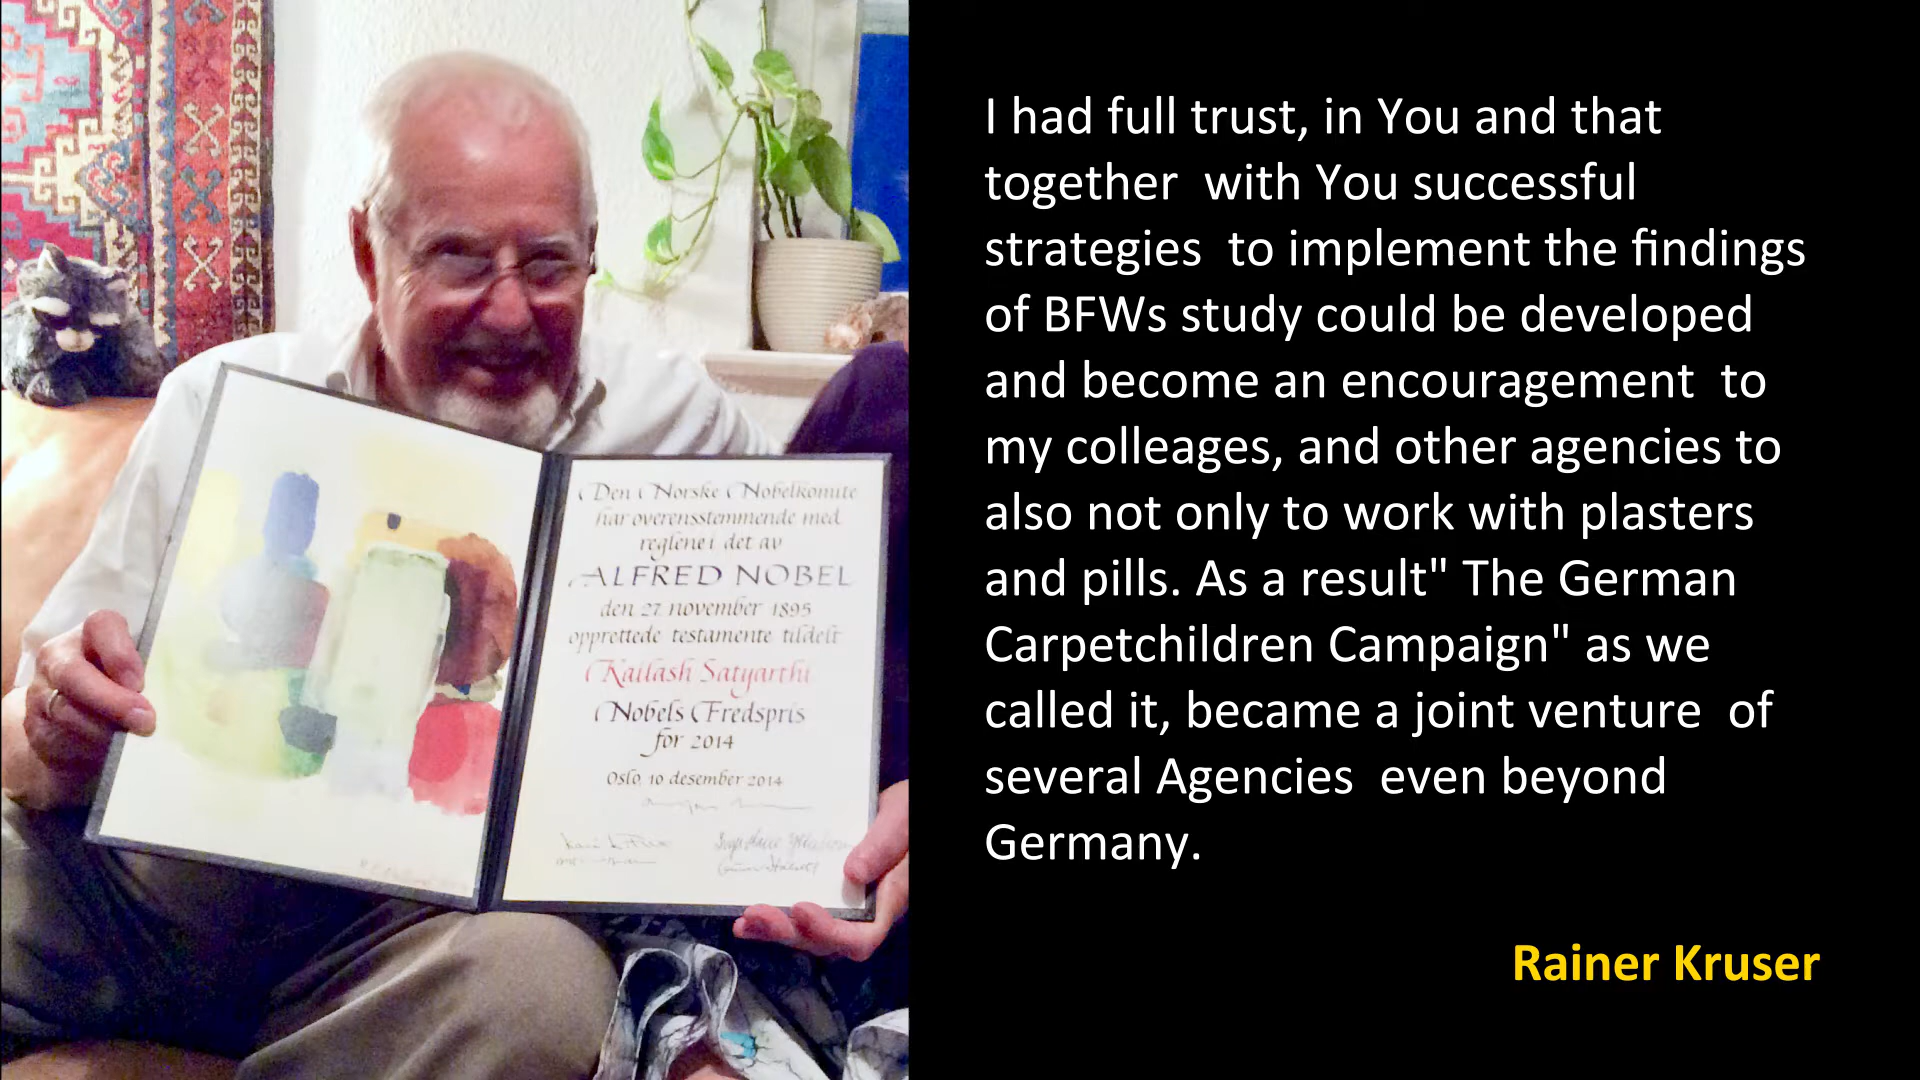 Den Norske Nobelkomite
har overensstemmende med
reglene i det av
ALFRED NOBEL
den 27. november 1895
opprettede testamente tildelt
Kailash Satyarthi
Nobels Fredspris
for 2014
Oslo, 10 desember 2014
I had full trust, in You and that
together with You successful
strategies to implement the findings
of BFWs study could be developed
and become an encouragement to
my colleages, and other agencies to
also not only to work with plasters
and pills. As a result" The German
Carpetchildren Campaign" as we
called it, became a joint venture of
several Agencies even beyond
Germany.
Rainer Kruser